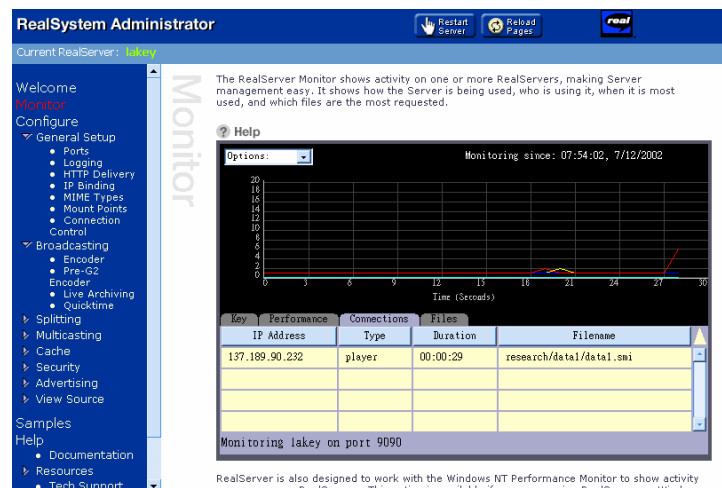 RealSystem Administrator
Restart Server
Reload Pages
real
Current RealServer: lakey
Welcome
Monitor
Configure
General Setup
Ports
Logging
HTTP Delivery
IP Binding
MIME Types
Mount Points
Connection
Control
Broadcasting
Encoder
Pre-G2
Encoder
Live Archiving
Quicktime
Splitting
Multicasting
Cache
Security
Advertising
View Source
Samples
Help
Documentation
Resources
Tech Support
Monitor
The RealServer Monitor shows activity on one or more RealServers, making Server
management easy. It shows how the Server is being used, who is using it, when it is most
used, and which files are the most requested.
? Help
Options:
Monitoring since: 07:54:02, 7/12/2002
20
18
16
14
12
10
8
6
4
2
0
0 3 6 9 12 15 18 21 24 27 30
Time (Seconds)
Key Performance Connections Files
IP Address Type Duration Filename
137.189.90.232 player 00:00:29 research/data1/data1.smi
Monitoring lakey on port 9090
RealServer is also designed to work with the Windows NT Performance Monitor to show activity